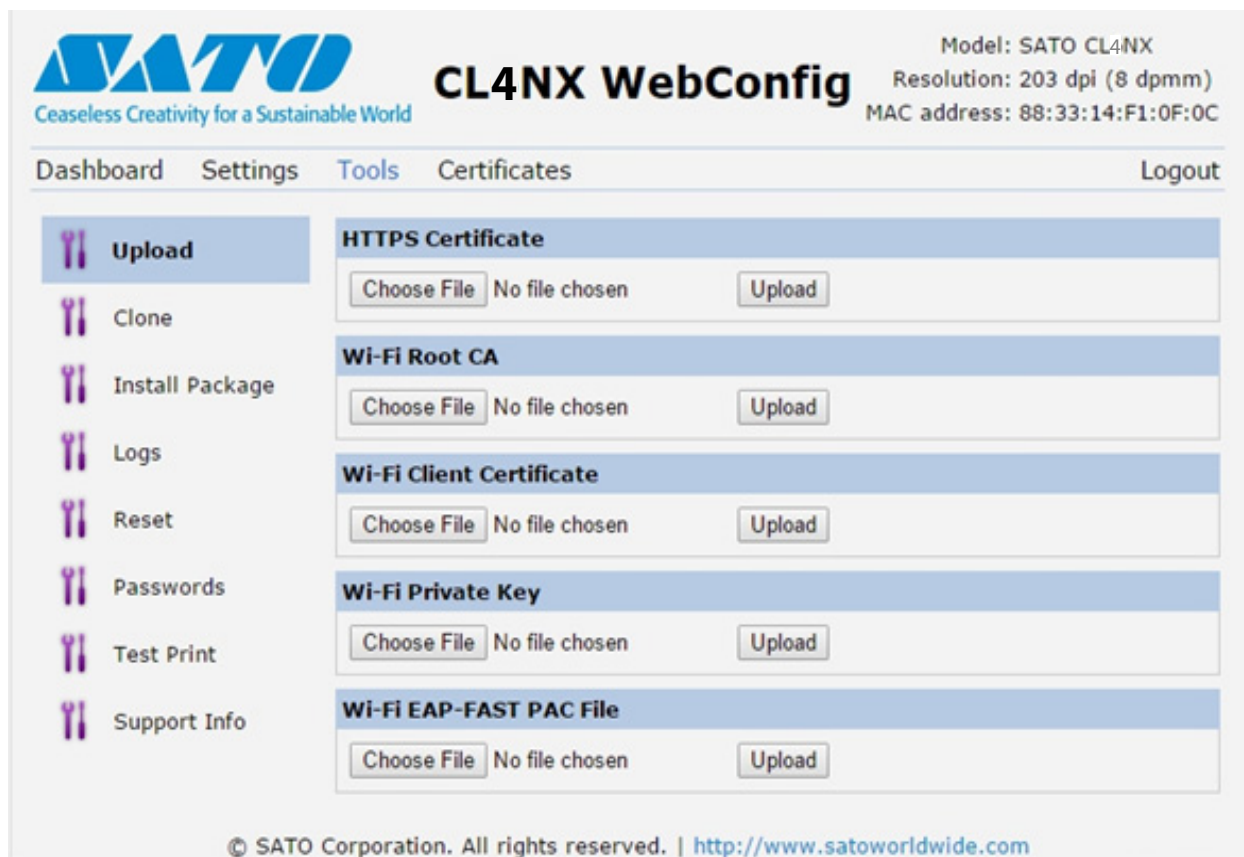 SATO
Ceaseless Creativity for a Sustainable World
CL4NX WebConfig
Model: SATO CL4NX
Resolution: 203 dpi (8 dpmm)
MAC address: 88:33:14:F1:0F:0C
Dashboard Settings Tools Certificates Logout
Upload
Clone
Install Package
Logs
Reset
Passwords
Test Print
Support Info
HTTPS Certificate
Choose File No file chosen Upload
Wi-Fi Root CA
Choose File No file chosen Upload
Wi-Fi Client Certificate
Choose File No file chosen Upload
Wi-Fi Private Key
Choose File No file chosen Upload
Wi-Fi EAP-FAST PAC File
Choose File No file chosen Upload
© SATO Corporation. All rights reserved. | http://www.satoworldwide.com